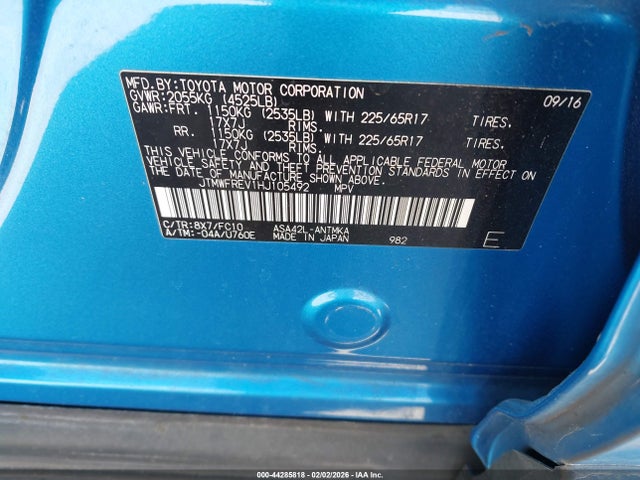 MFD.BY:TOYOTA MOTOR CORPORATION 09/16
GVWR:2055KG (4525LB)
GAWR:FRT. 1150KG (2535LB) WITH 225/65R17 TIRES.
17X7J RIMS.
RR. 1150KG (2535LB) WITH 225/65R17 TIRES.
17X7J RIMS.
THIS VEHICLE CONFORMS TO ALL APPLICABLE FEDERAL MOTOR
VEHICLE SAFETY AND THEFT PREVENTION STANDARDS IN EFFECT ON
THE DATE OF MANUFACTURE SHOWN ABOVE.
JTMWFREV1HJ105492 MPV
C/TR:8X7/FC10 ASA42L-ANTMKA
A/TM:-04A/U760E MADE IN JAPAN 982 E
000-44285818 - 02/02/2026 - IAA Inc.